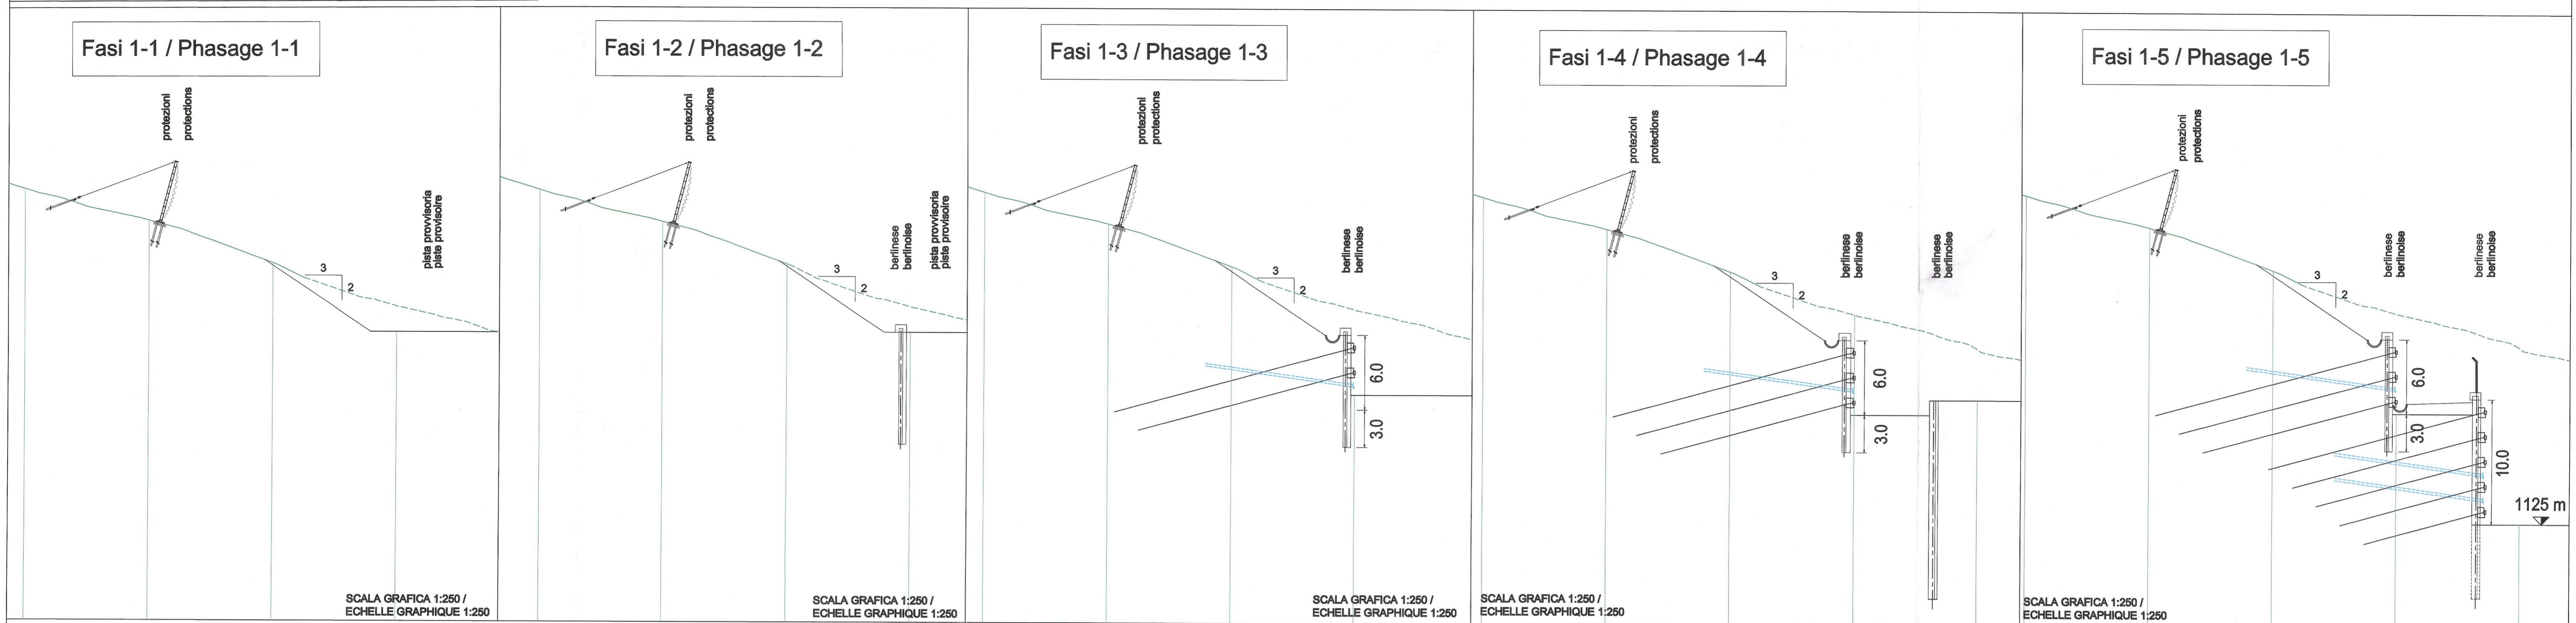 Fasi 1-1 / Phasage 1-1
protezioni
protections
pista provvisoria
piste provisoire
3
2
SCALA GRAFICA 1:250 /
ECHELLE GRAPHIQUE 1:250
Fasi 1-2 / Phasage 1-2
protezioni
protections
berlinese
berlinoise
pista provvisoria
piste provisoire
3
2
SCALA GRAFICA 1:250 /
ECHELLE GRAPHIQUE 1:250
Fasi 1-3 / Phasage 1-3
protezioni
protections
berlinese
berlinoise
3
2
6.0
3.0
SCALA GRAFICA 1:250 /
ECHELLE GRAPHIQUE 1:250
Fasi 1-4 / Phasage 1-4
protezioni
protections
berlinese
berlinoise
berlinese
berlinoise
3
2
6.0
3.0
SCALA GRAFICA 1:250 /
ECHELLE GRAPHIQUE 1:250
Fasi 1-5 / Phasage 1-5
protezioni
protections
berlinese
berlinoise
berlinese
berlinoise
3
2
6.0
3.0
10.0
1125 m
SCALA GRAFICA 1:250 /
ECHELLE GRAPHIQUE 1:250